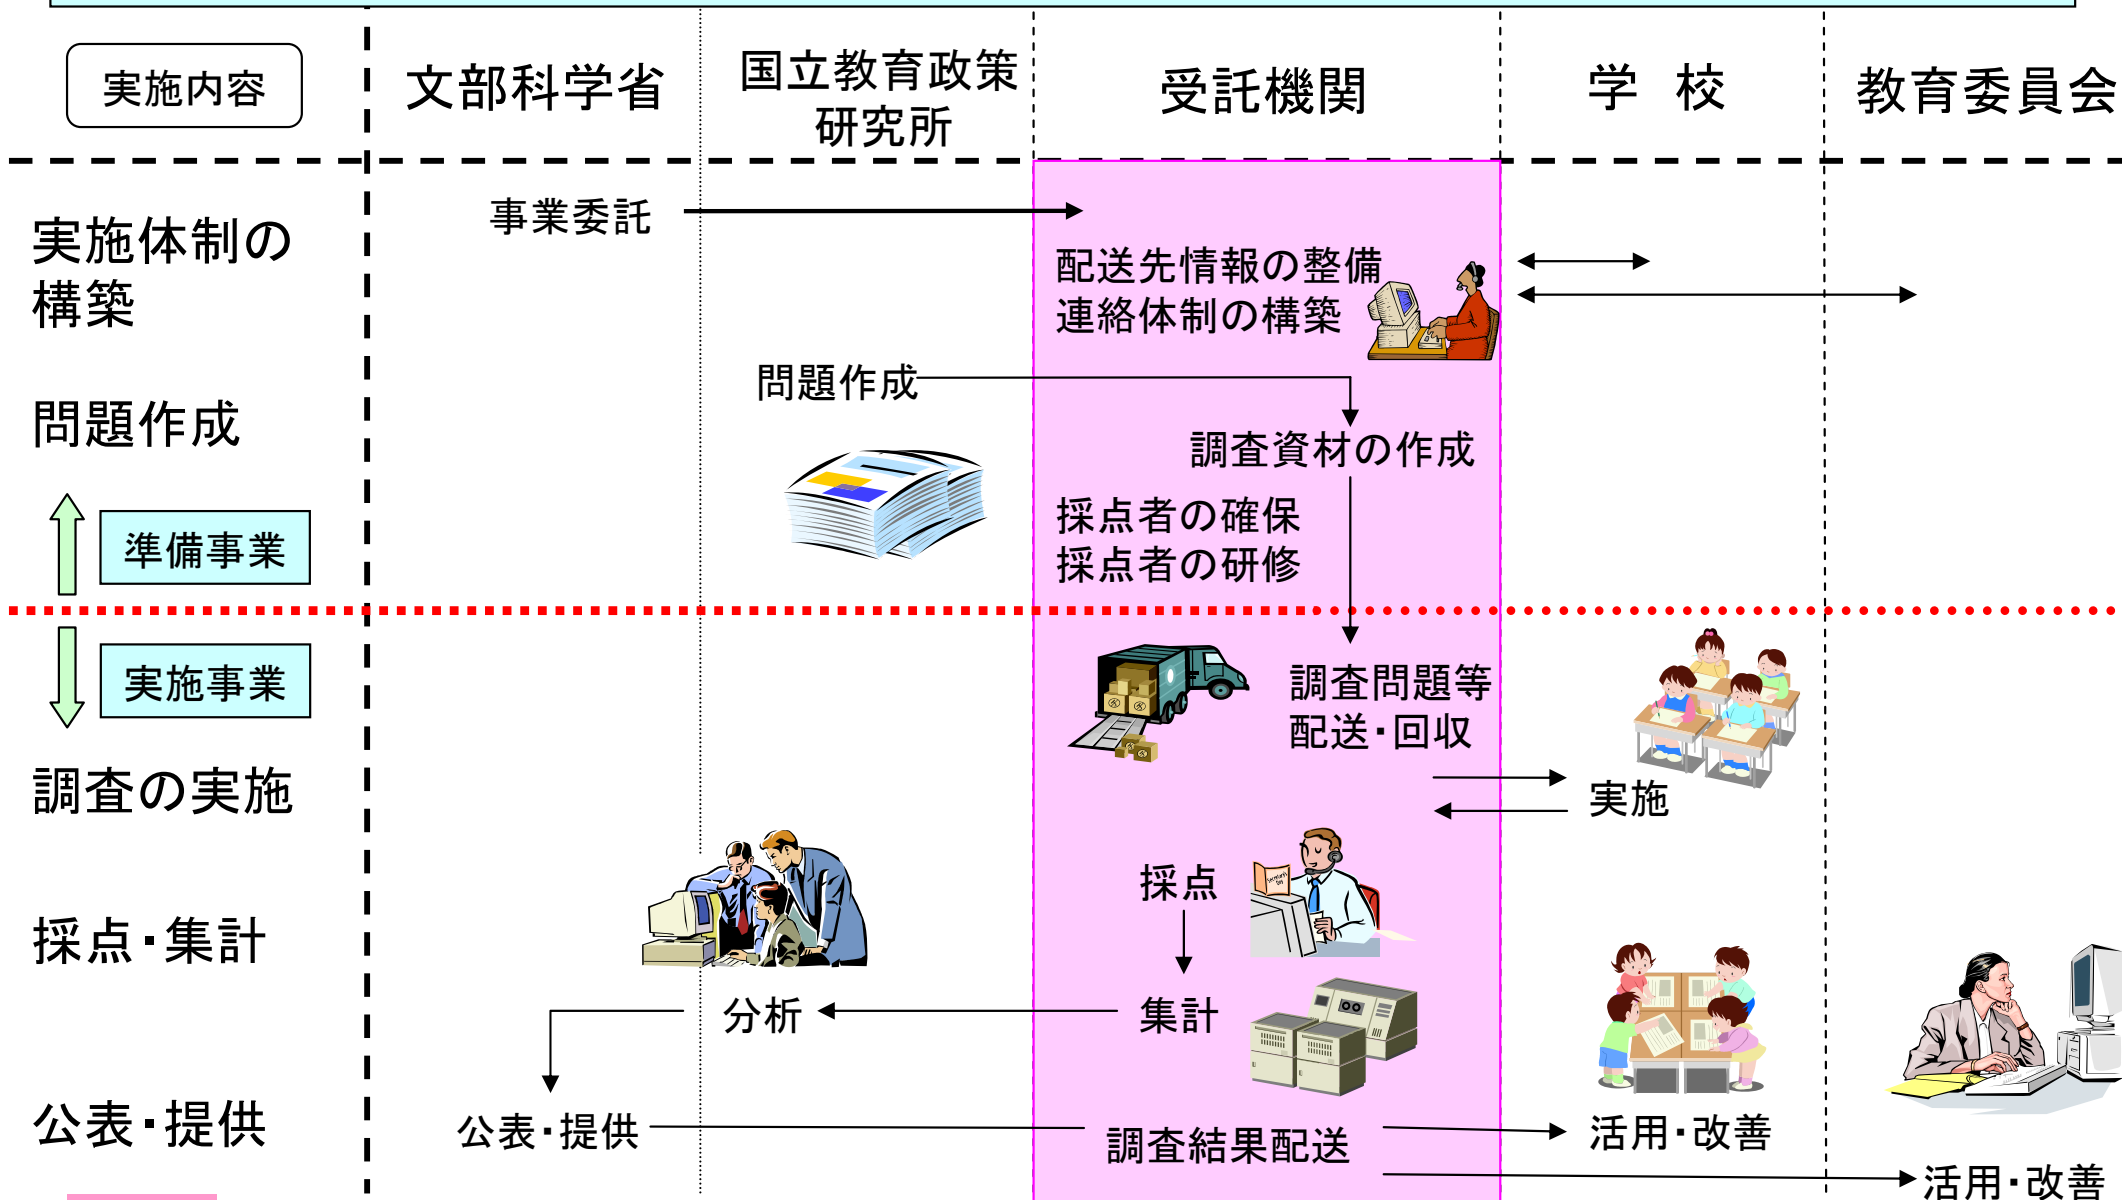 実施内容
文部科学省
国立教育政策
研究所
受託機関
学　校
教育委員会
実施体制の
構築
事業委託
配送先情報の整備
連絡体制の構築
問題作成
問題作成
調査資材の作成
採点者の確保
採点者の研修
準備事業
実施事業
調査問題等
配送・回収
調査の実施
実施
採点・集計
採点
集計
分析
公表・提供
公表・提供
調査結果配送
活用・改善
活用・改善